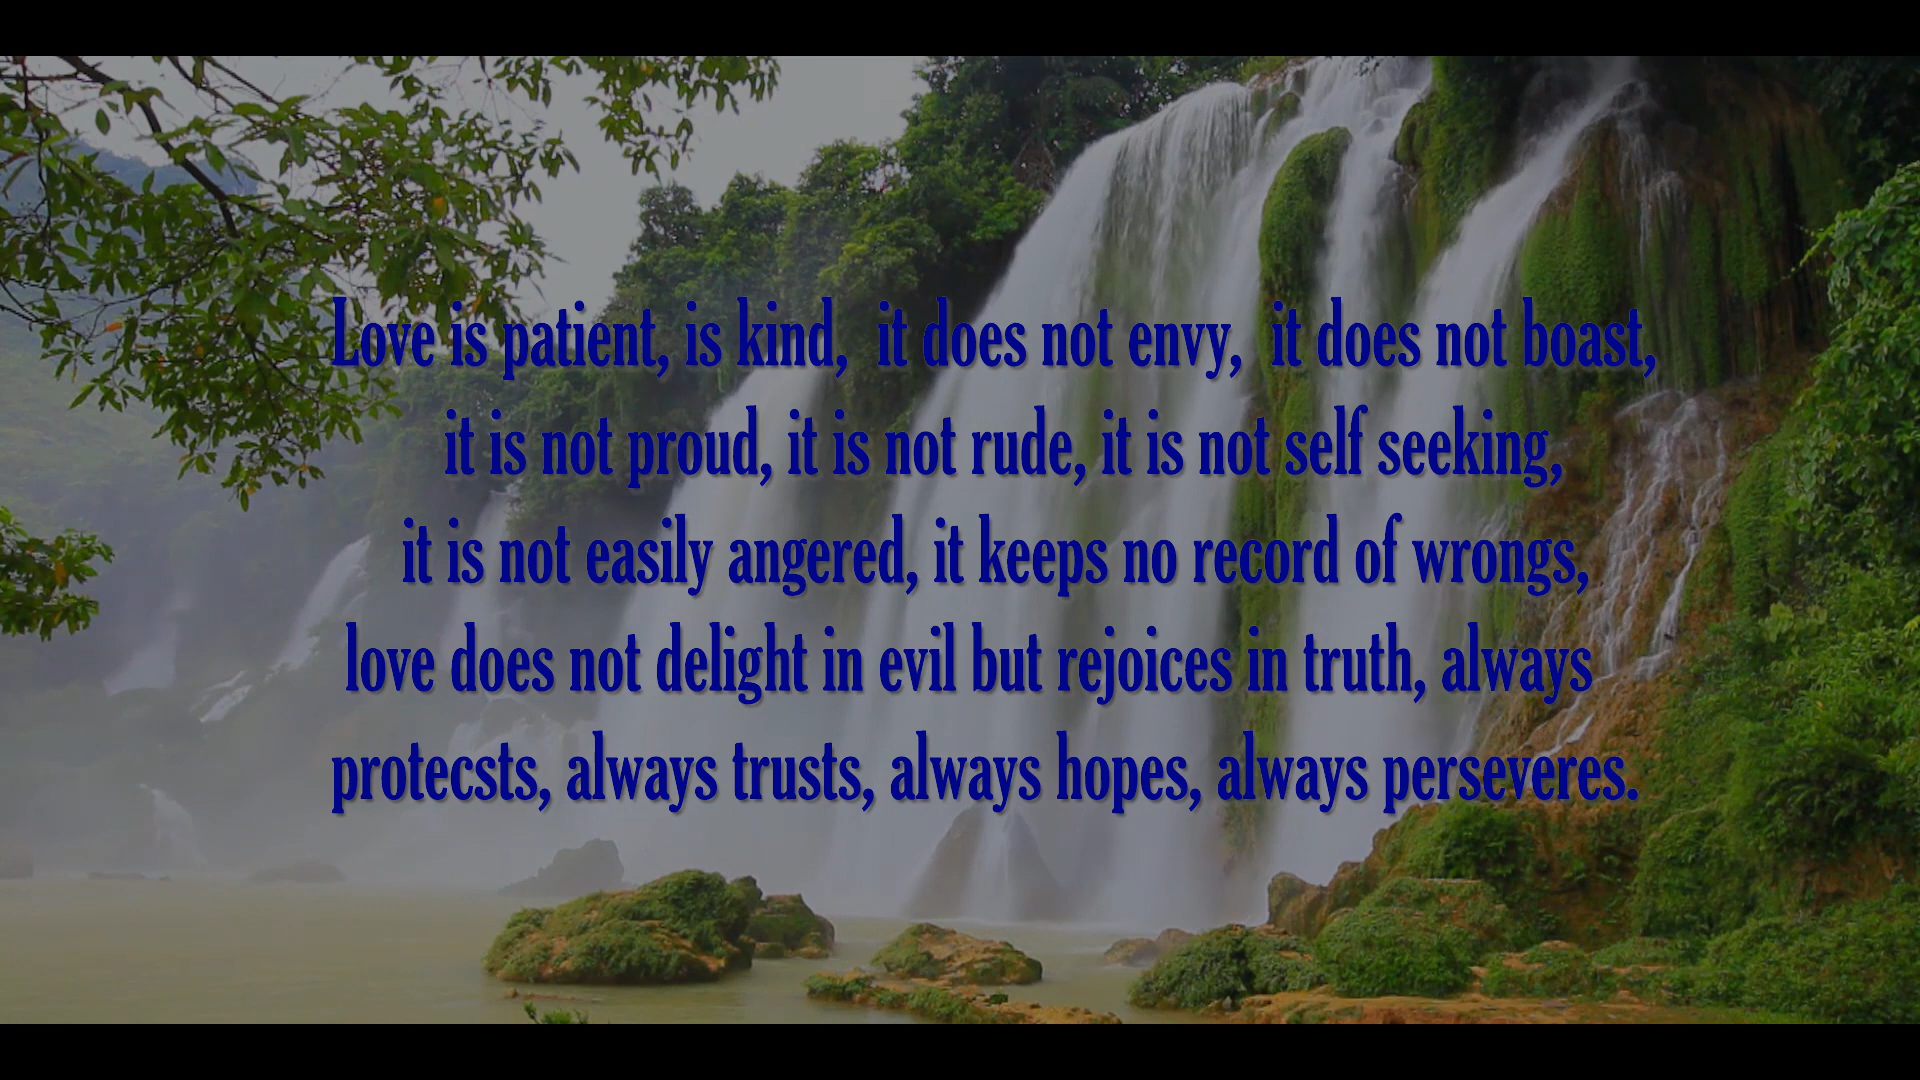 Love is patient, is kind,  it does not envy,  it does not boast,
it is not proud, it is not rude, it is not self seeking,
it is not easily angered, it keeps no record of wrongs,
love does not delight in evil but rejoices in truth, always
protecsts, always trusts, always hopes, always perseveres.